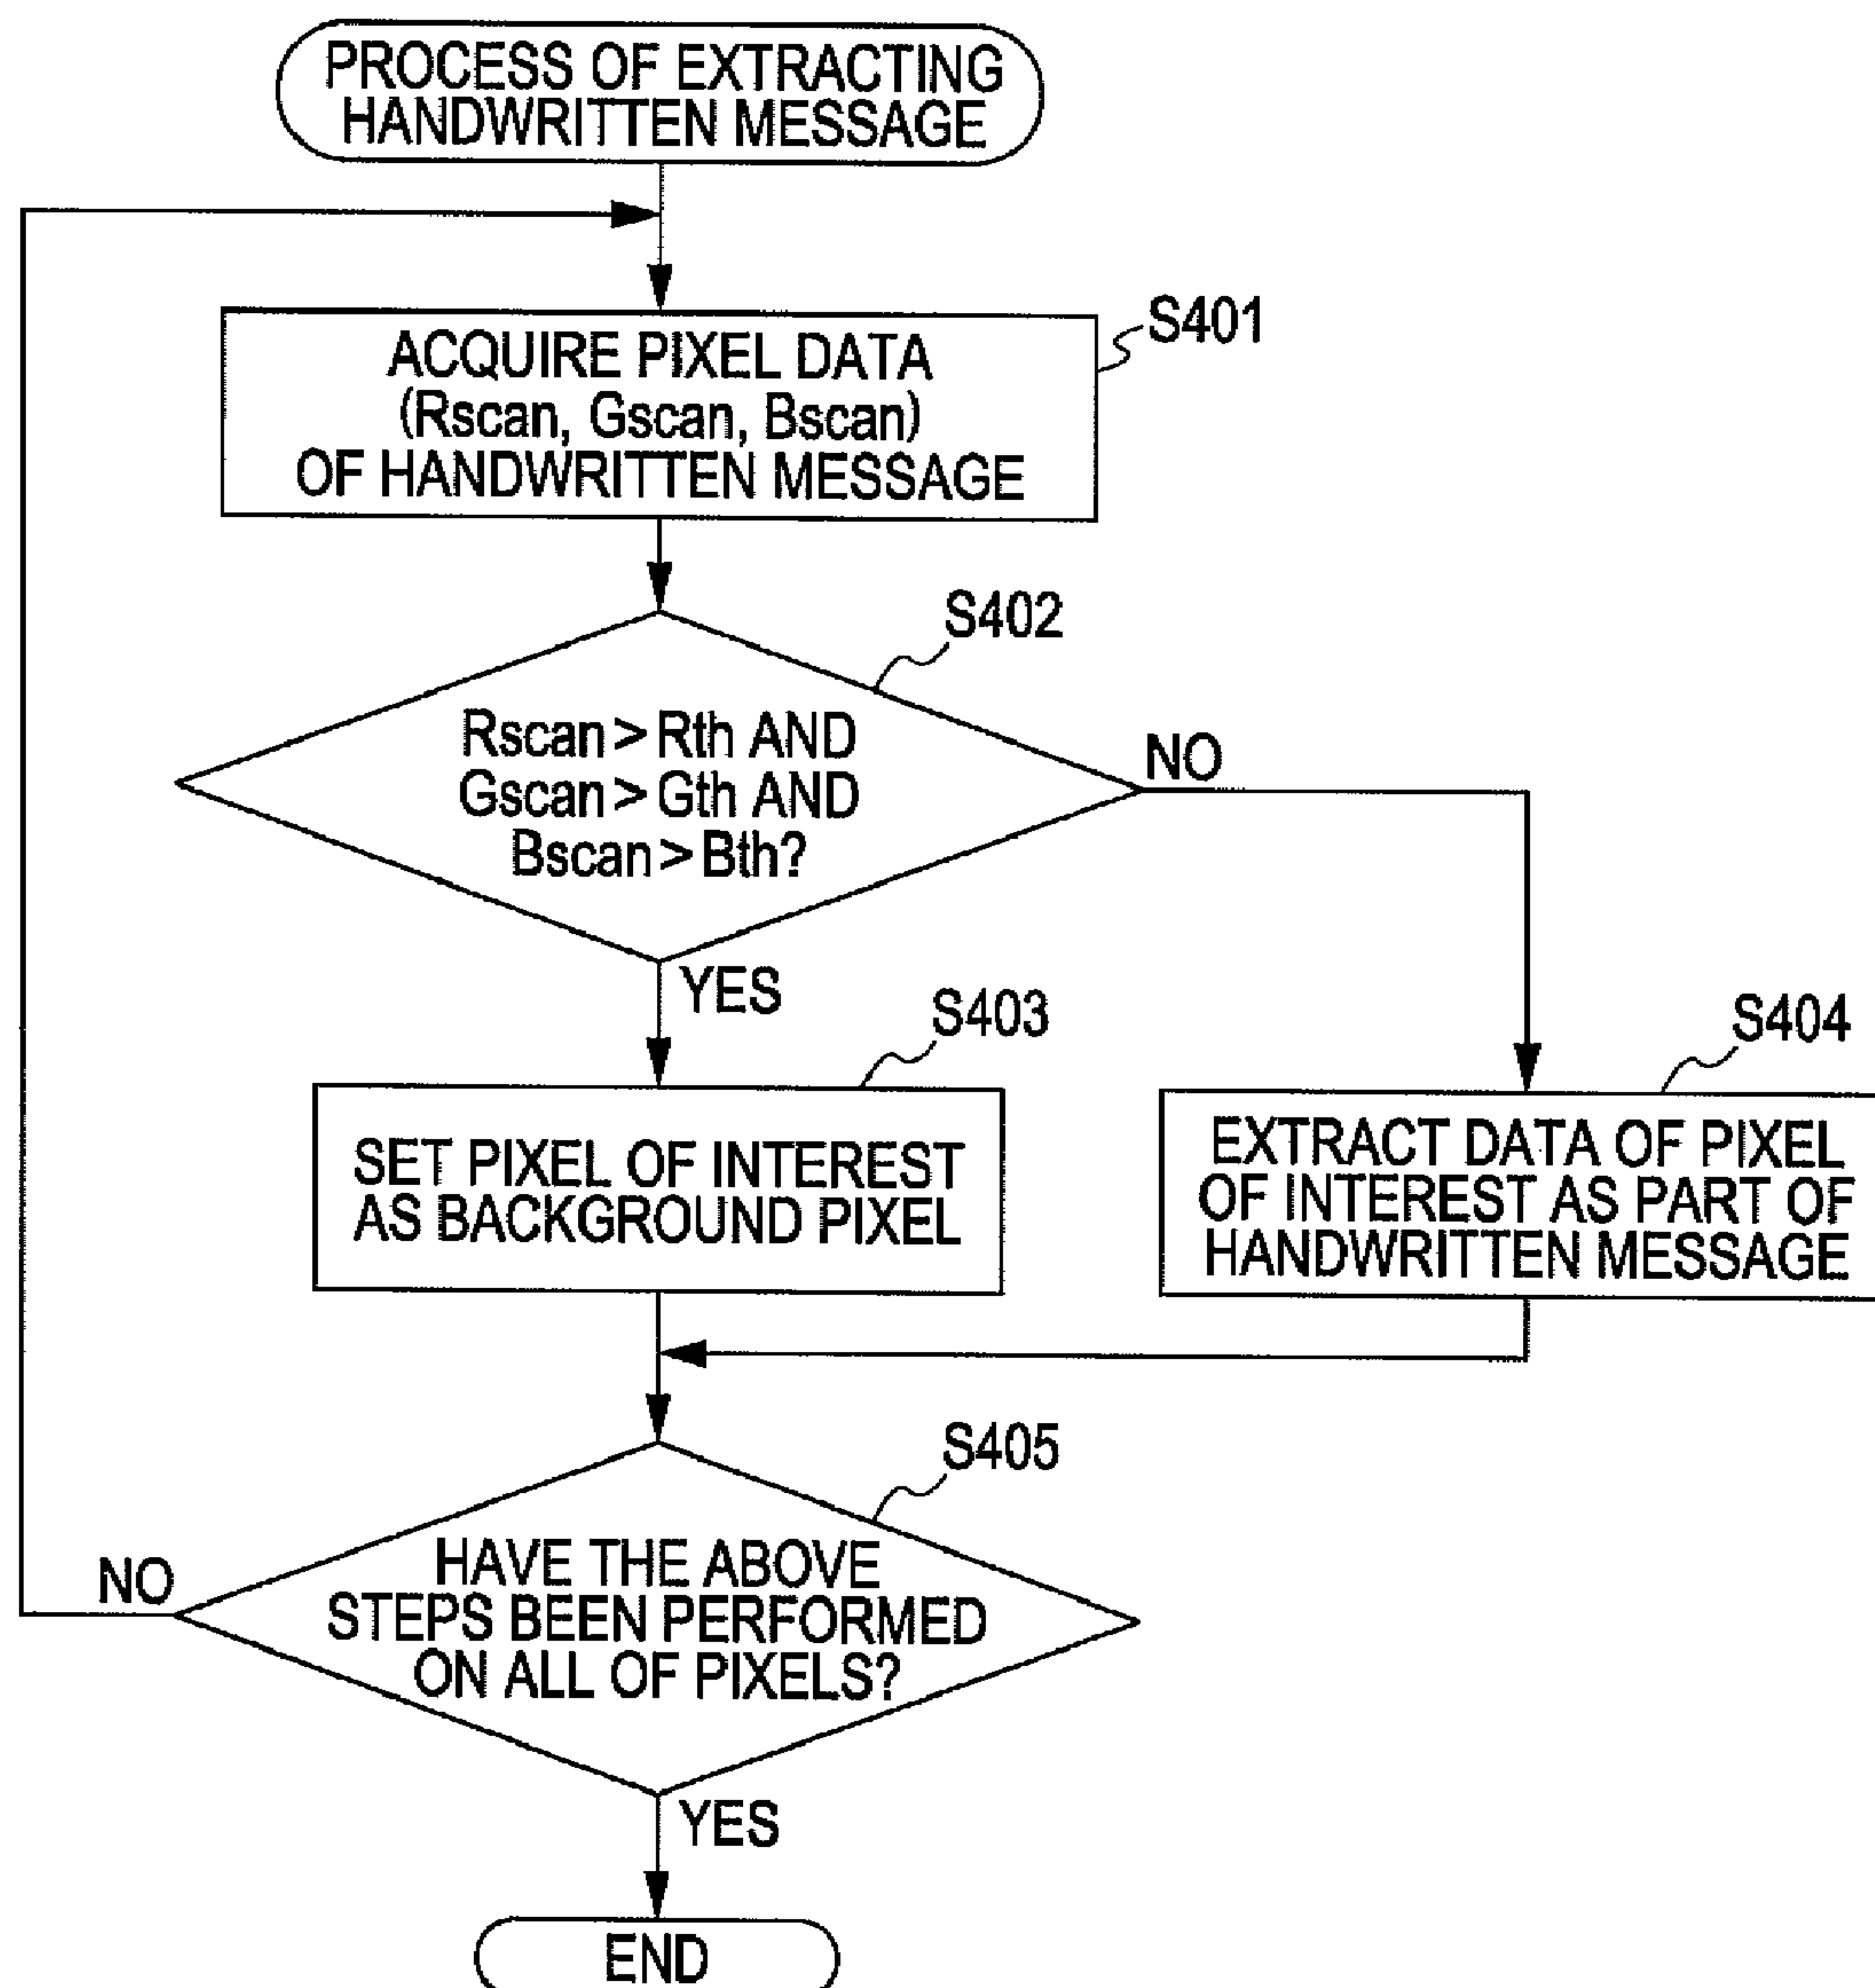 PROCESS OF EXTRACTING
HANDWRITTEN MESSAGE
S401
ACQUIRE PIXEL DATA
(Rscan, Gscan, Bscan)
OF HANDWRITTEN MESSAGE
S402
Rscan > Rth AND
Gscan > Gth AND
Bscan > Bth?
NO
YES
S403
SET PIXEL OF INTEREST
AS BACKGROUND PIXEL
S404
EXTRACT DATA OF PIXEL
OF INTEREST AS PART OF
HANDWRITTEN MESSAGE
S405
HAVE THE ABOVE
STEPS BEEN PERFORMED
ON ALL OF PIXELS?
NO
YES
END